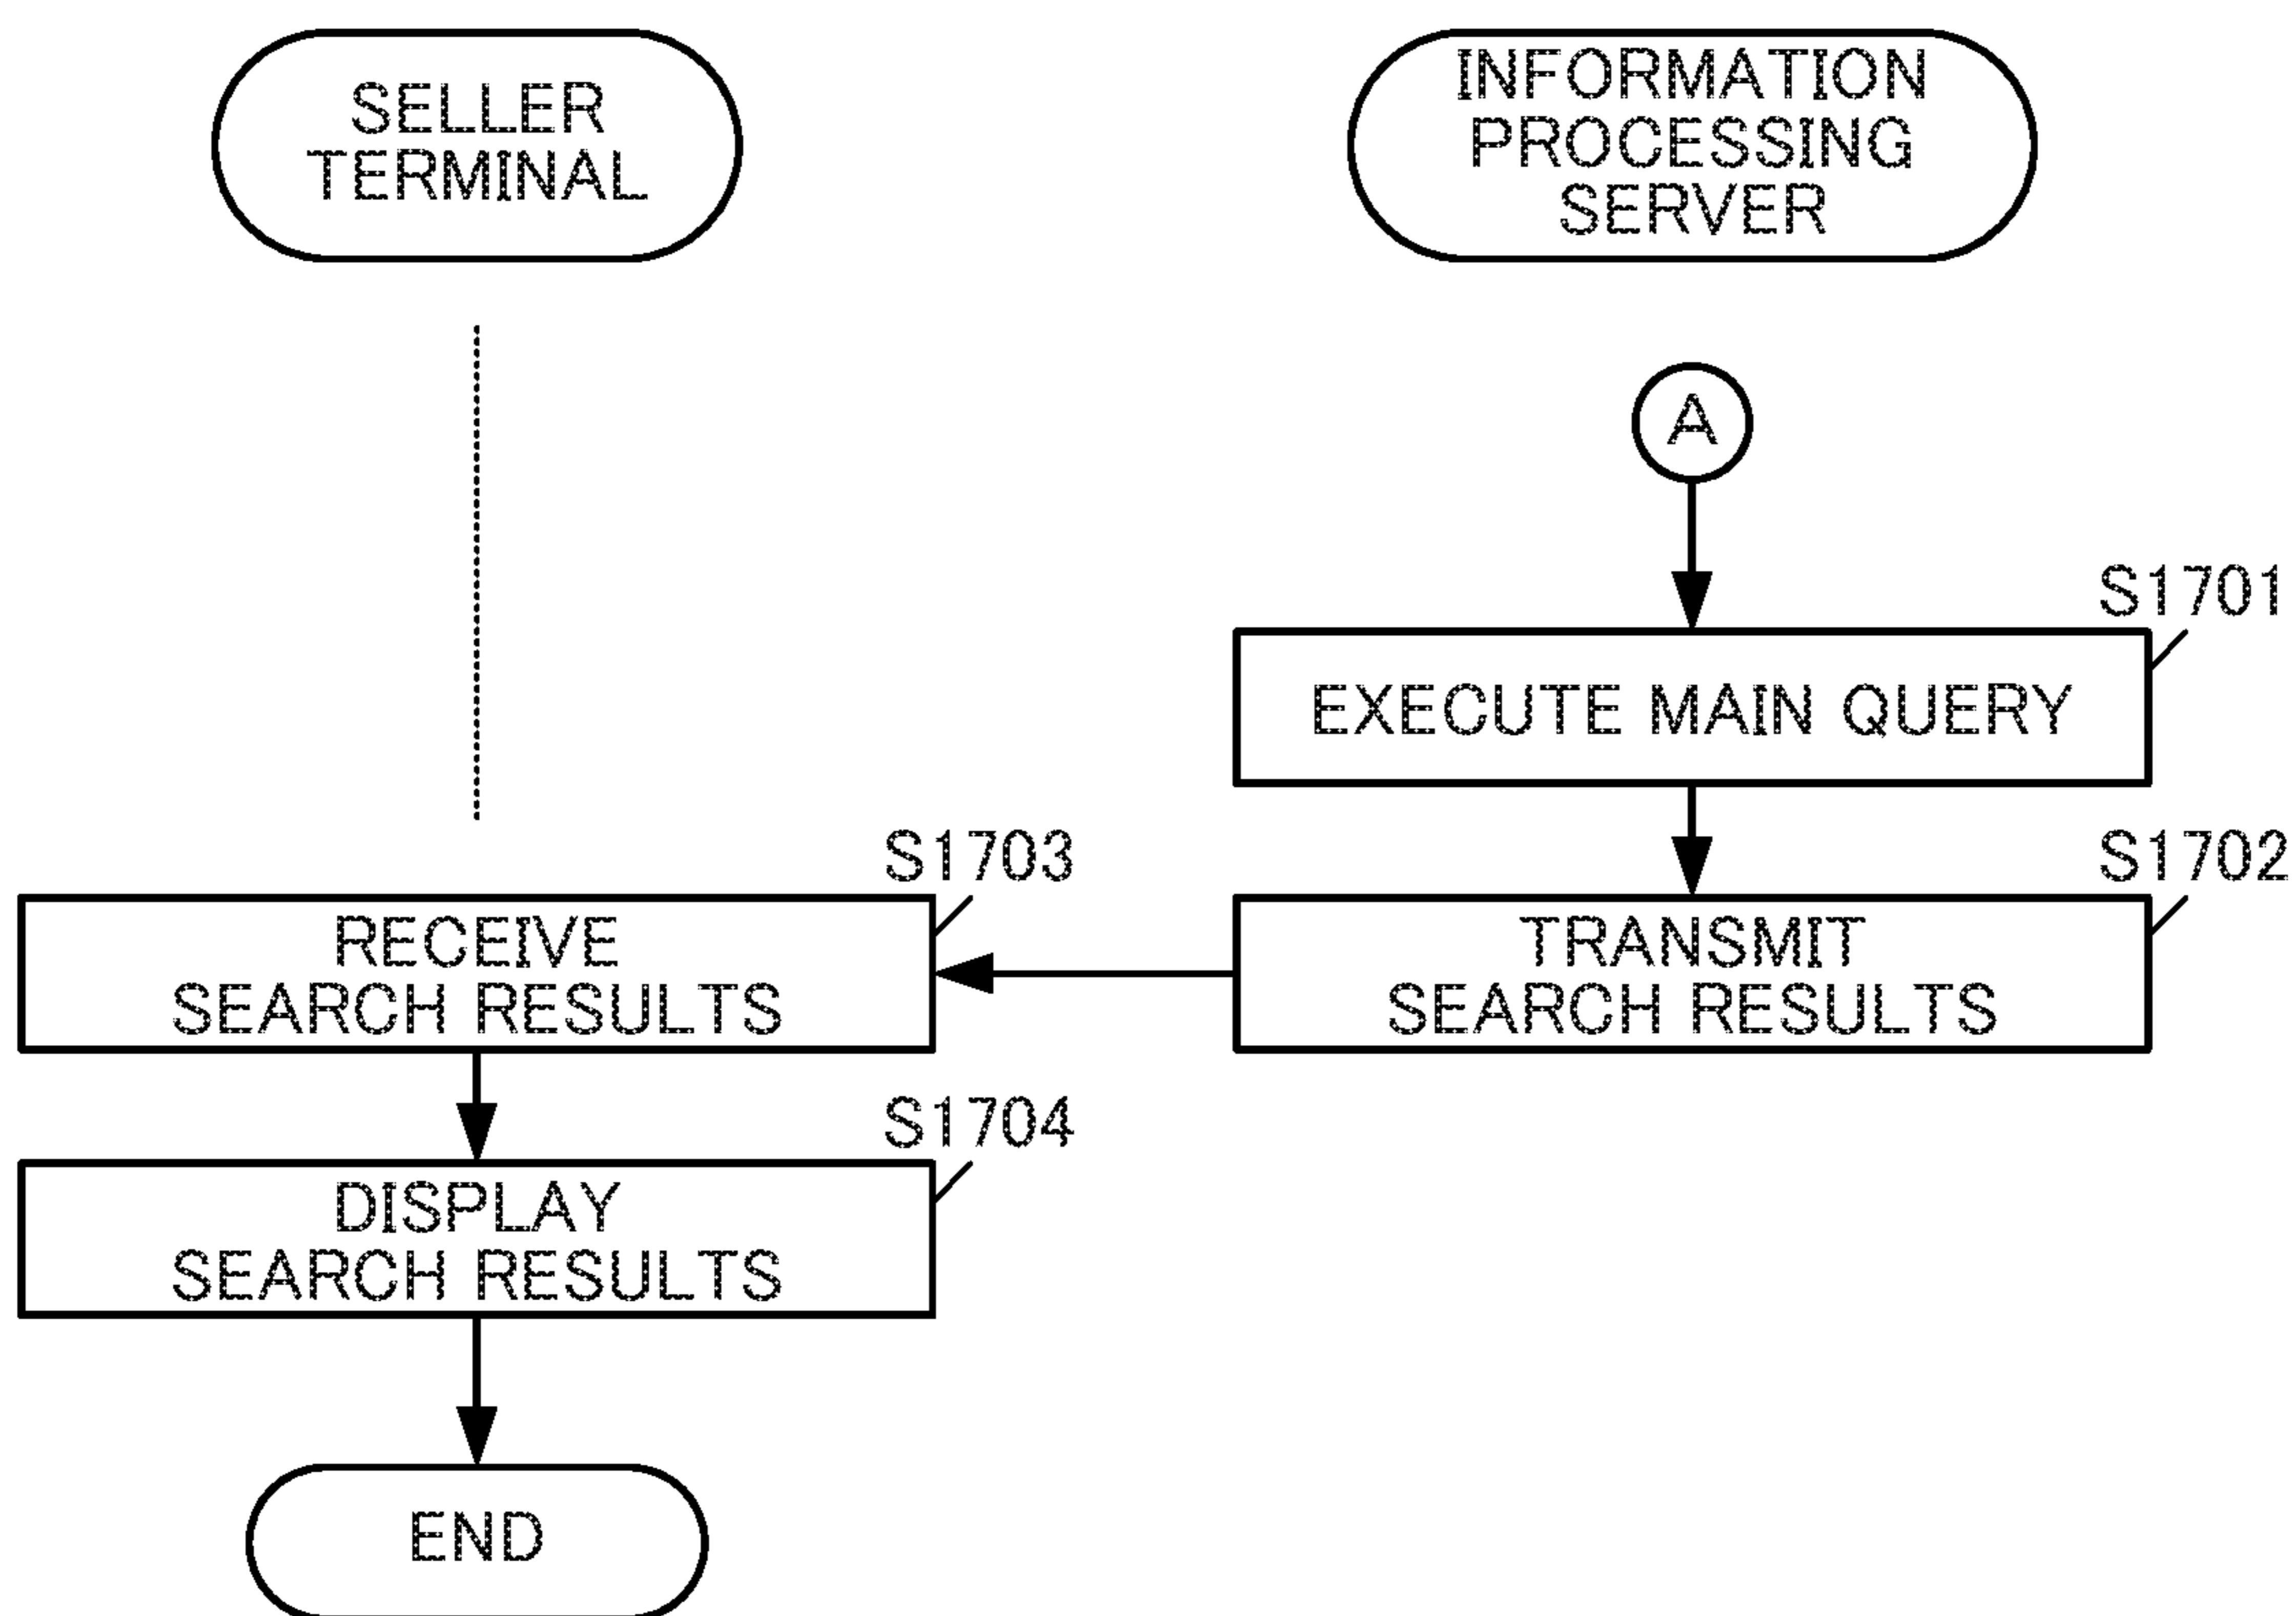 SELLER
TERMINAL
INFORMATION
PROCESSING
SERVER
A
S1701
EXECUTE MAIN QUERY
S1702
TRANSMIT
SEARCH RESULTS
S1703
RECEIVE
SEARCH RESULTS
S1704
DISPLAY
SEARCH RESULTS
END